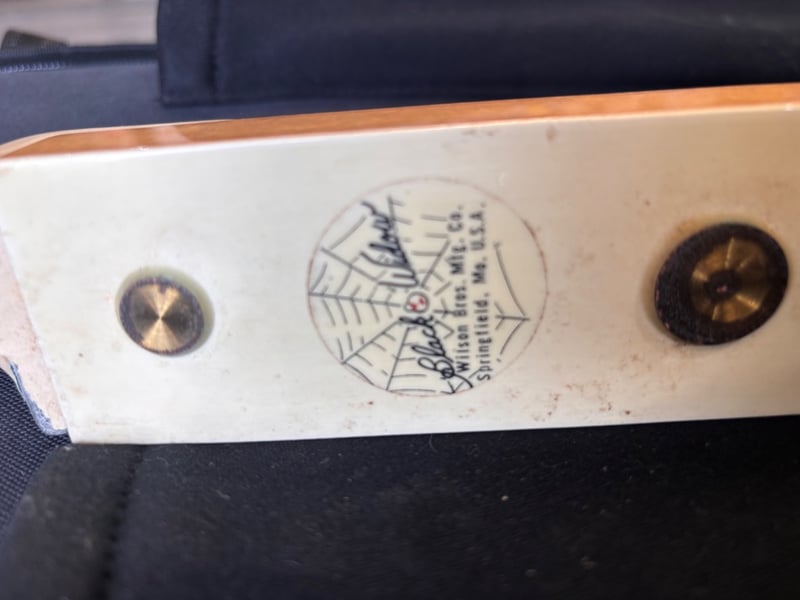 Black Widow
Wilson Bros. Mfg. Co.
Springfield, Mo. U.S.A.